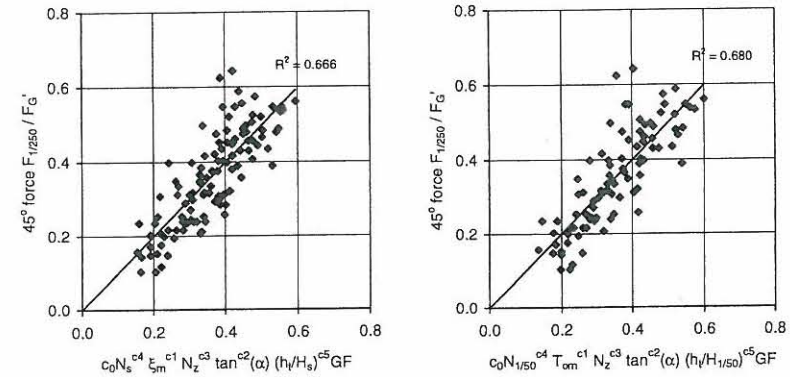 0.8
0.6
0.4
0.2
0.0
0.0 0.2 0.4 0.6 0.8
45° force F1/250 / FG'
R² = 0.666
c0Ns^c4 ξm^c1 Nz^c3 tan^c2(α) (ht/Hs)^c5GF
0.8
0.6
0.4
0.2
0.0
0.0 0.2 0.4 0.6 0.8
45° force F1/250 / FG'
R² = 0.680
c0N1/50^c4 Tom^c1 Nz^c3 tan^c2(α) (ht/H1/50)^c5GF